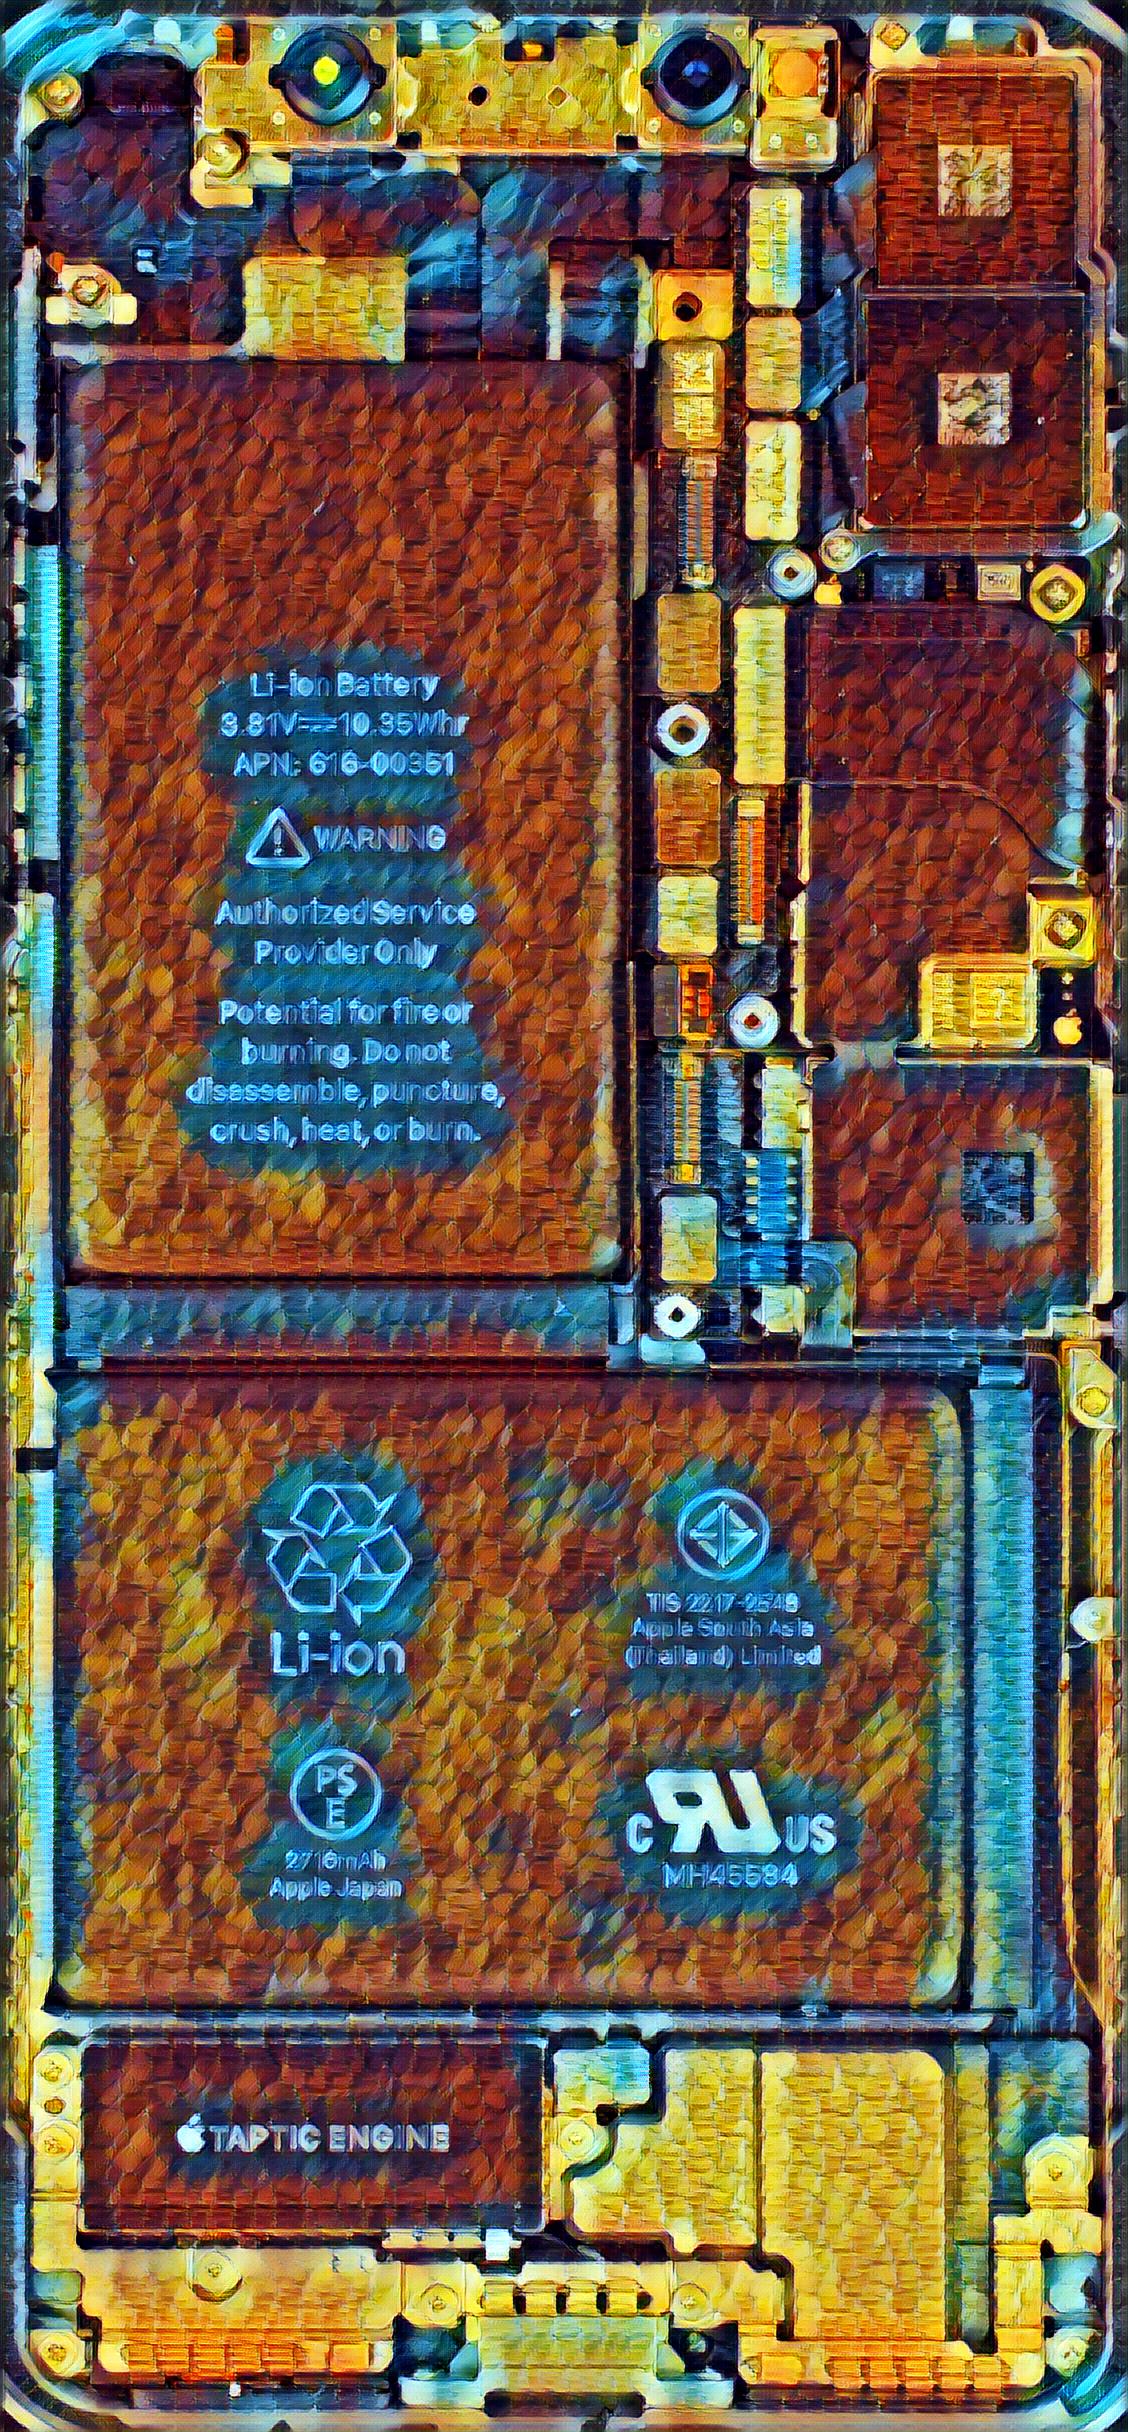 Li-ion Battery
3.81V⎓10.35Whr
APN: 616-00351
WARNING
Authorized Service
Provider Only
Potential for fire or
burning. Do not
disassemble, puncture,
crush, heat, or burn.
Li-ion
TIS 2217-2548
Apple South Asia
(Thailand) Limited
PS
E
2716mAh
Apple Japan
c RU US
MH45584
TAPTIC ENGINE